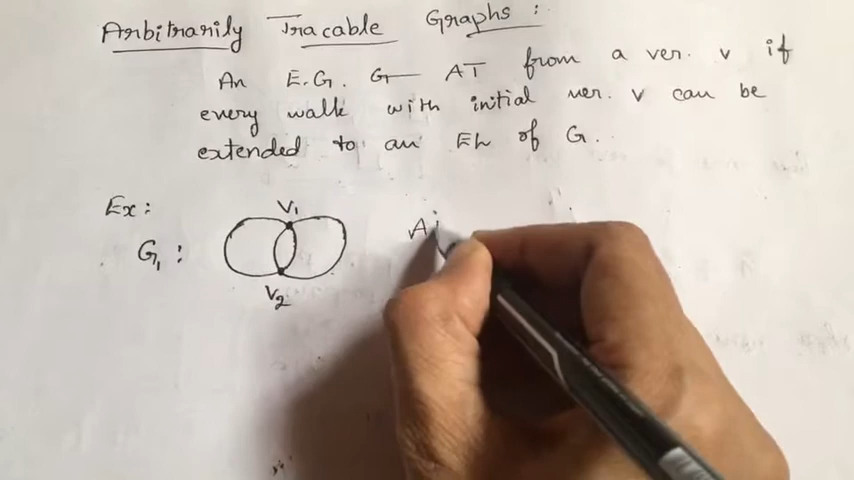 Arbitrarily Tracable Graphs :
An E.G. G — AT from a ver. v if
every walk with initial ver. v can be
extended to an EL of G.
Ex :
V1
G1 :
V2